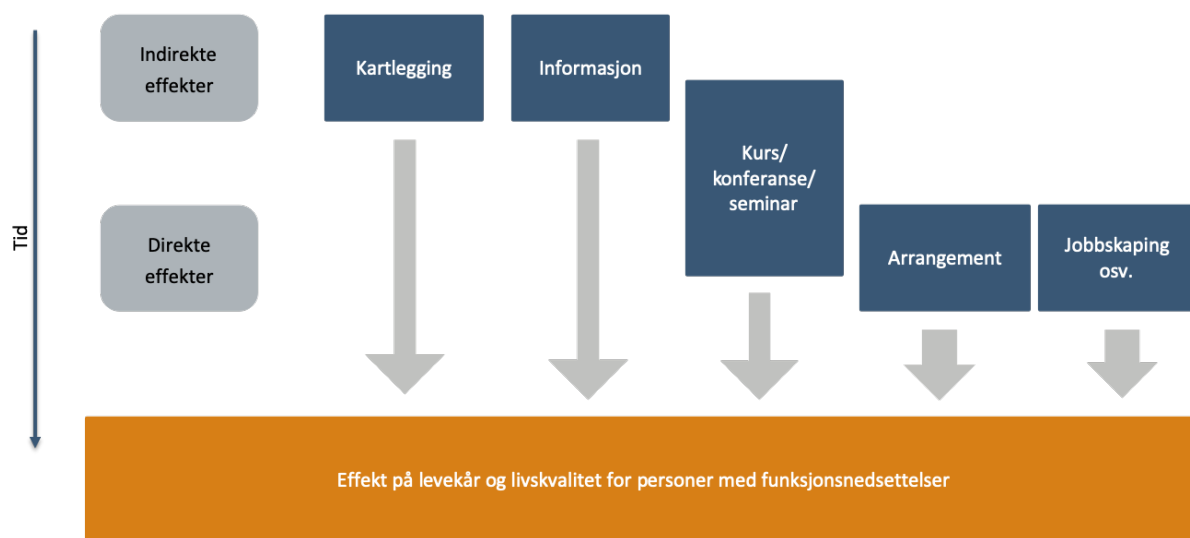 Tid
Indirekte
effekter
Kartlegging
Informasjon
Kurs/
konferanse/
seminar
Direkte
effekter
Arrangement
Jobbskaping
osv.
Effekt på levekår og livskvalitet for personer med funksjonsnedsettelser